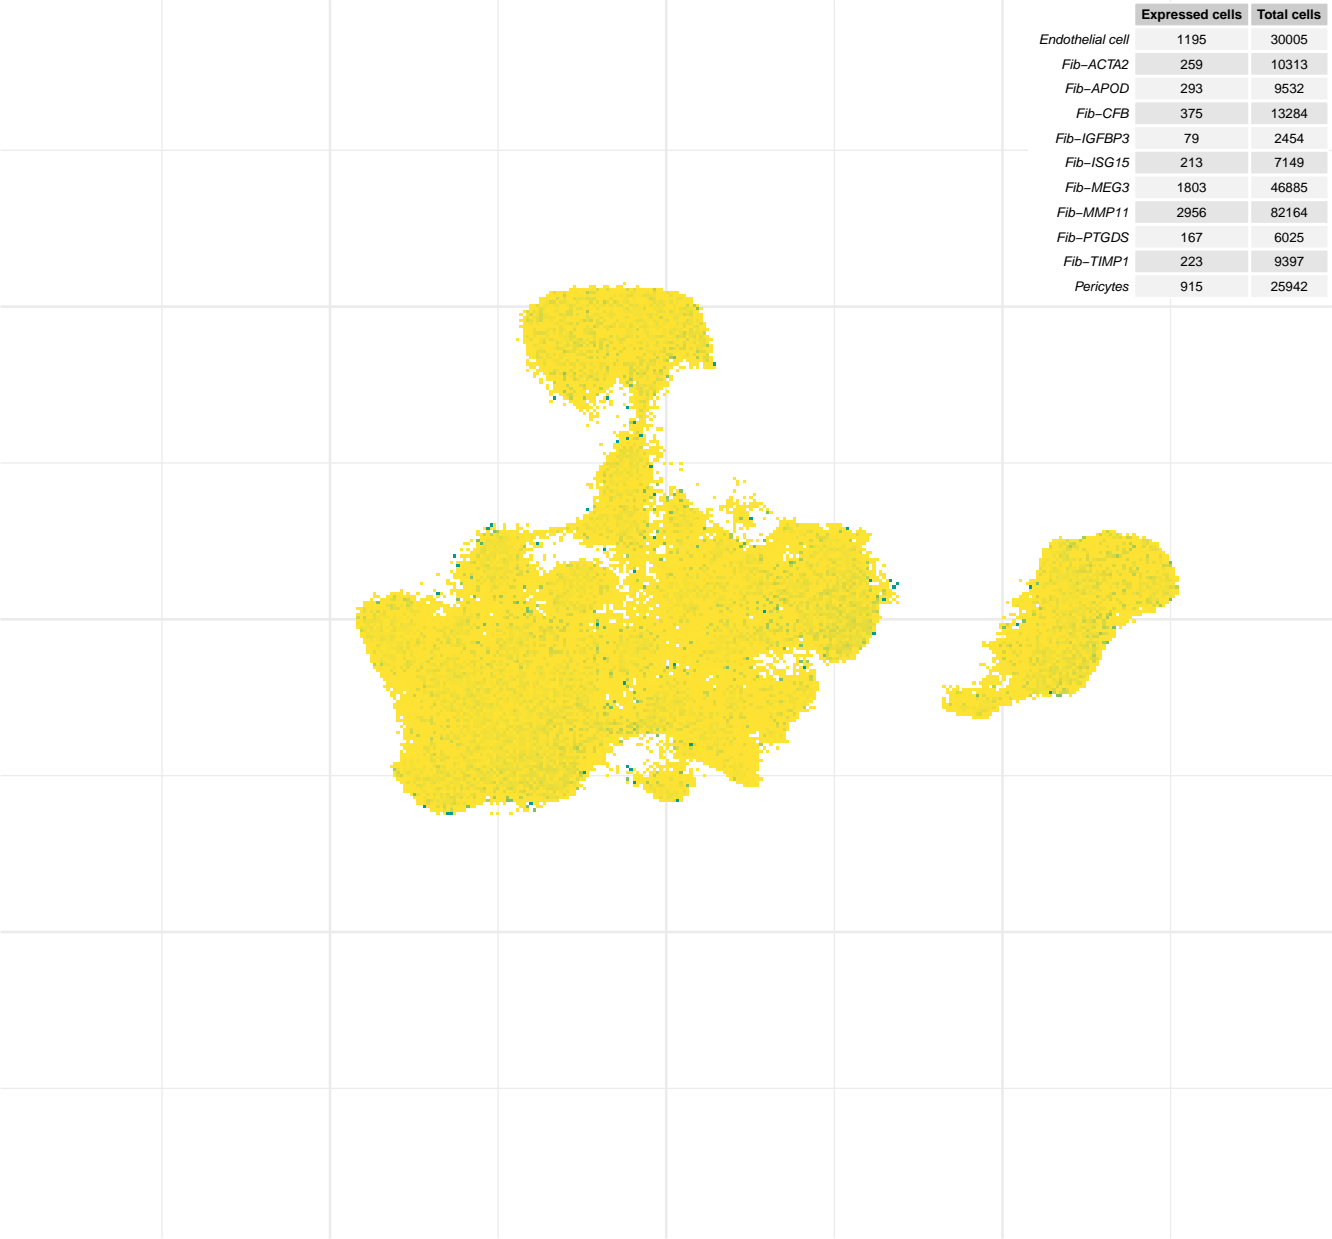 Expressed cells Total cells
Endothelial cell 1195 30005
Fib−ACTA2 259 10313
Fib−APOD 293 9532
Fib−CFB 375 13284
Fib−IGFBP3 79 2454
Fib−ISG15 213 7149
Fib−MEG3 1803 46885
Fib−MMP11 2956 82164
Fib−PTGDS 167 6025
Fib−TIMP1 223 9397
Pericytes 915 25942